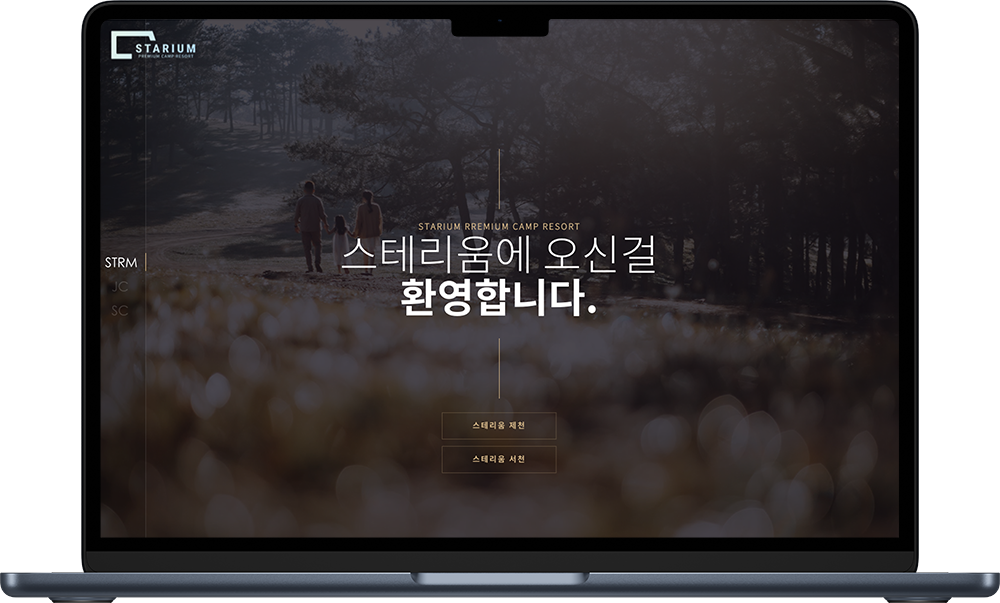 STARIUM
PREMIUM CAMP RESORT
STRM
JC
SC
STARIUM RREMIUM CAMP RESORT
스테리움에 오신걸
환영합니다.
스테리움 제천
스테리움 서천